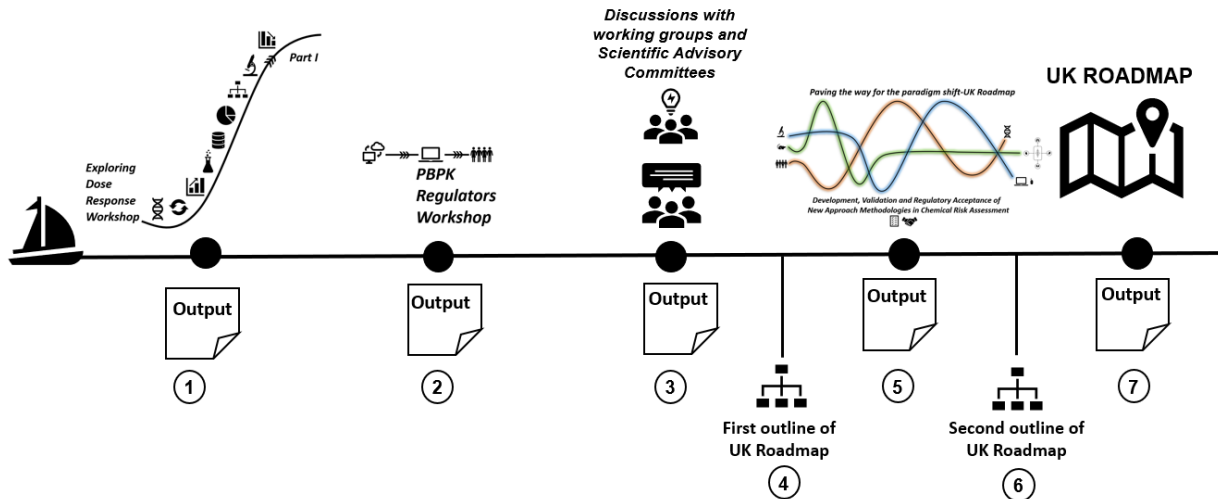 Exploring
Dose
Response
Workshop
Part I
PBPK
Regulators
Workshop
Discussions with
working groups and
Scientific Advisory
Committees
Paving the way for the paradigm shift-UK Roadmap
Development, Validation and Regulatory Acceptance of
New Approach Methodologies in Chemical Risk Assessment
UK ROADMAP
Output
1
Output
2
Output
3
First outline of
UK Roadmap
4
Output
5
Second outline of
UK Roadmap
6
Output
7